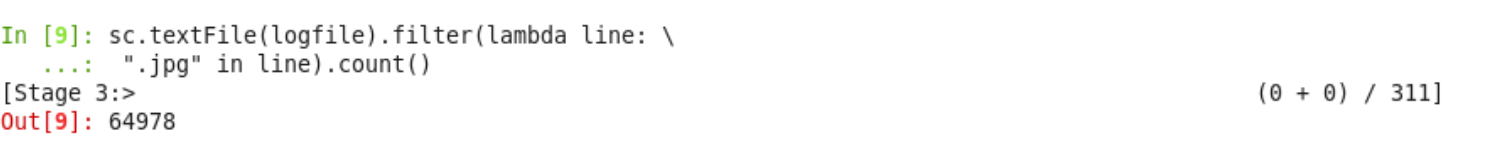 In [9]: sc.textFile(logfile).filter(lambda line: \
   ...:  ".jpg" in line).count()
[Stage 3:>                                                                                  (0 + 0) / 311]
Out[9]: 64978